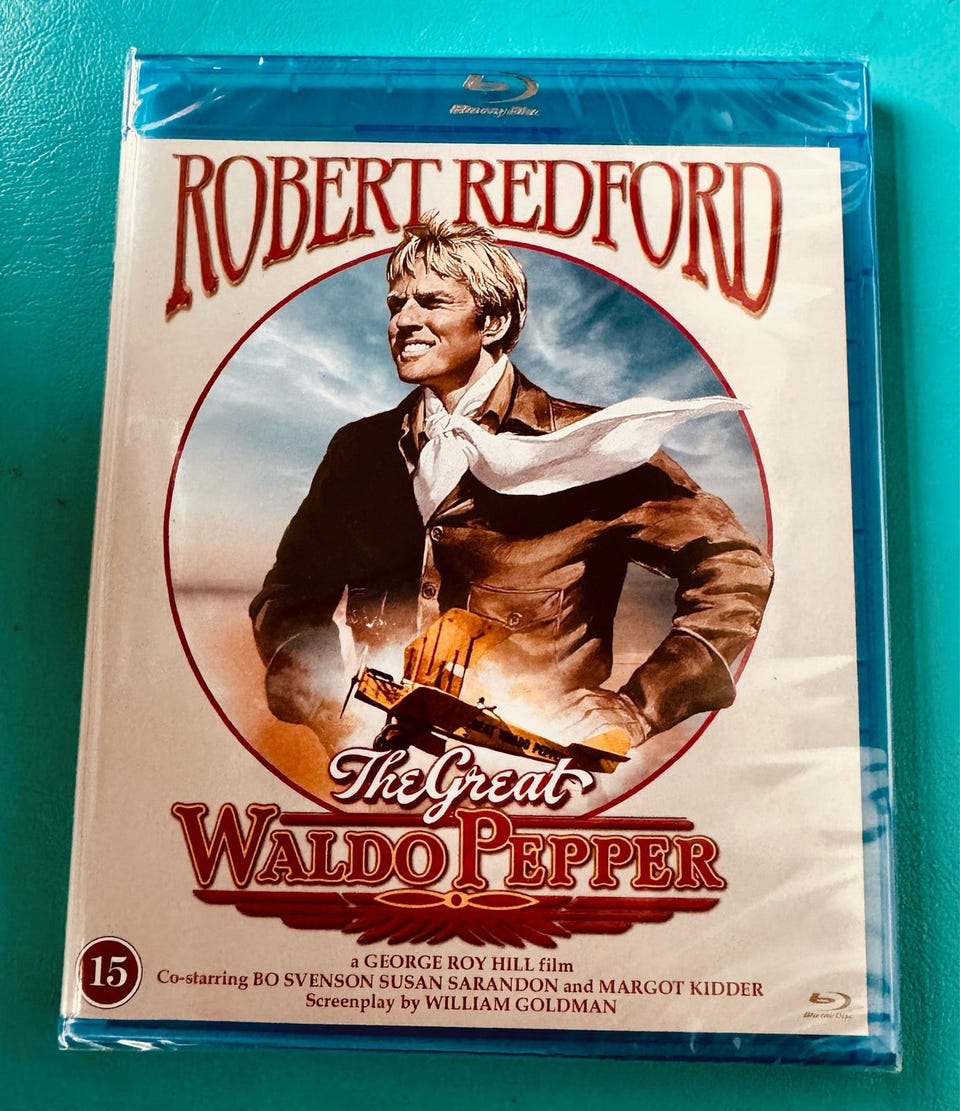 Blu-ray Disc
ROBERT REDFORD
The Great
WALDO PEPPER
15
a GEORGE ROY HILL film
Co-starring BO SVENSON SUSAN SARANDON and MARGOT KIDDER
Screenplay by WILLIAM GOLDMAN
Blu-ray Disc